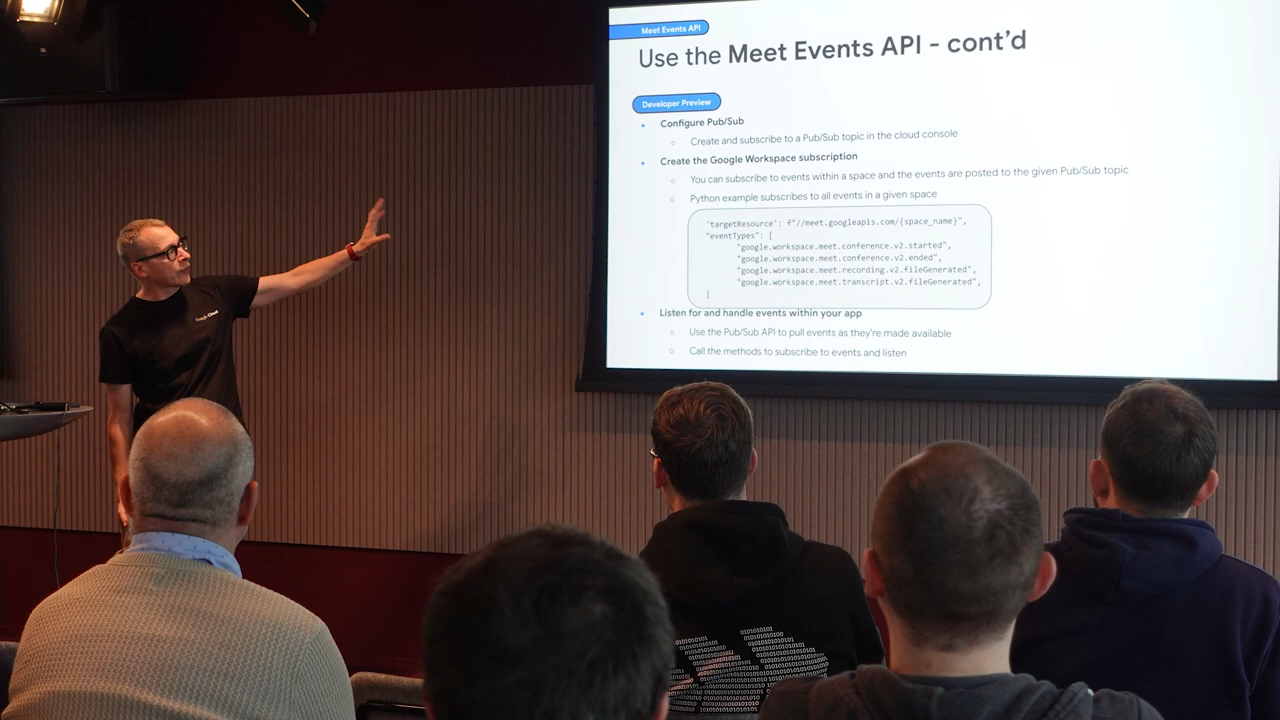 Meet Events API
Use the Meet Events API - cont'd
Developer Preview
Configure Pub/Sub
Create and subscribe to a Pub/Sub topic in the cloud console
Create the Google Workspace subscription
You can subscribe to events within a space and the events are posted to the given Pub/Sub topic
Python example subscribes to all events in a given space
'targetResource': f"//meet.googleapis.com/{space_name}",
"eventTypes": [
"google.workspace.meet.conference.v2.started",
"google.workspace.meet.conference.v2.ended",
"google.workspace.meet.recording.v2.fileGenerated",
"google.workspace.meet.transcript.v2.fileGenerated",
]
Listen for and handle events within your app
Use the Pub/Sub API to pull events as they're made available
Call the methods to subscribe to events and listen
Google Cloud